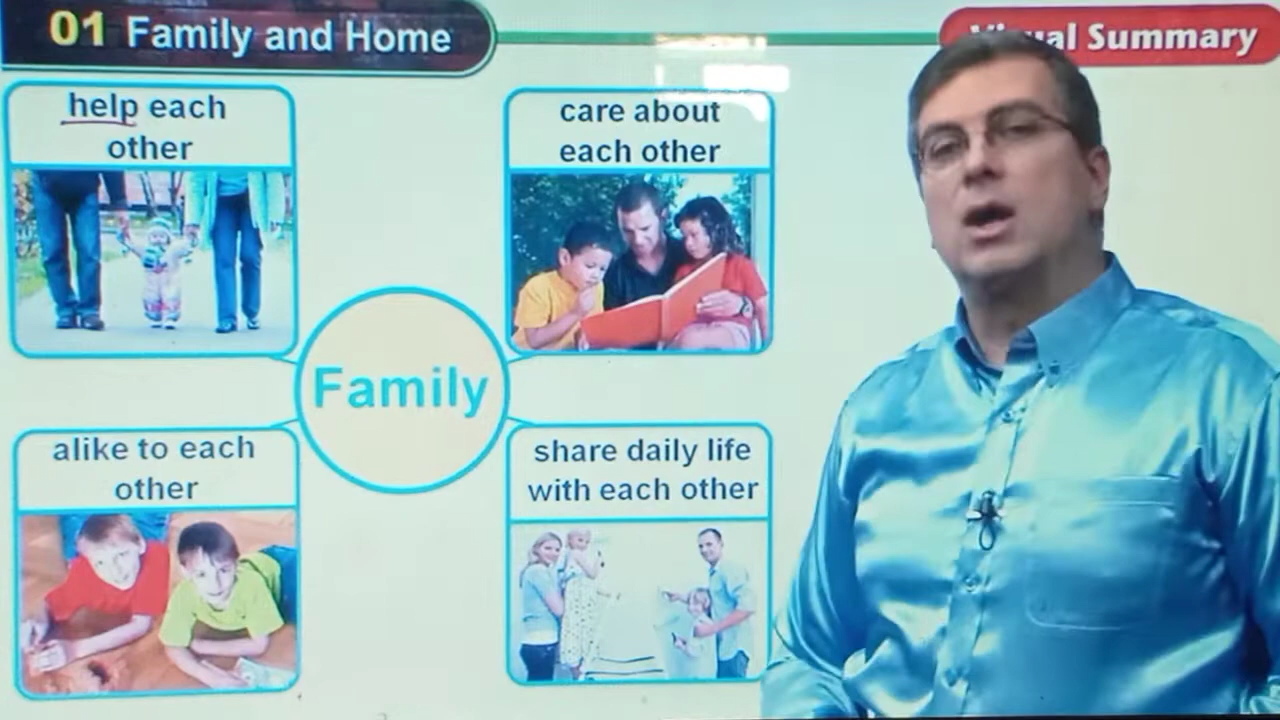 01 Family and Home
Summary
help each
other
care about
each other
Family
alike to each
other
share daily life
with each other